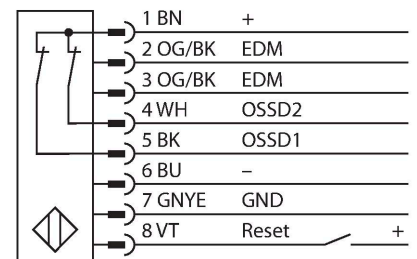 1 BN +
2 OG/BK EDM
3 OG/BK EDM
4 WH OSSD2
5 BK OSSD1
6 BU –
7 GNYE GND
8 VT Reset +